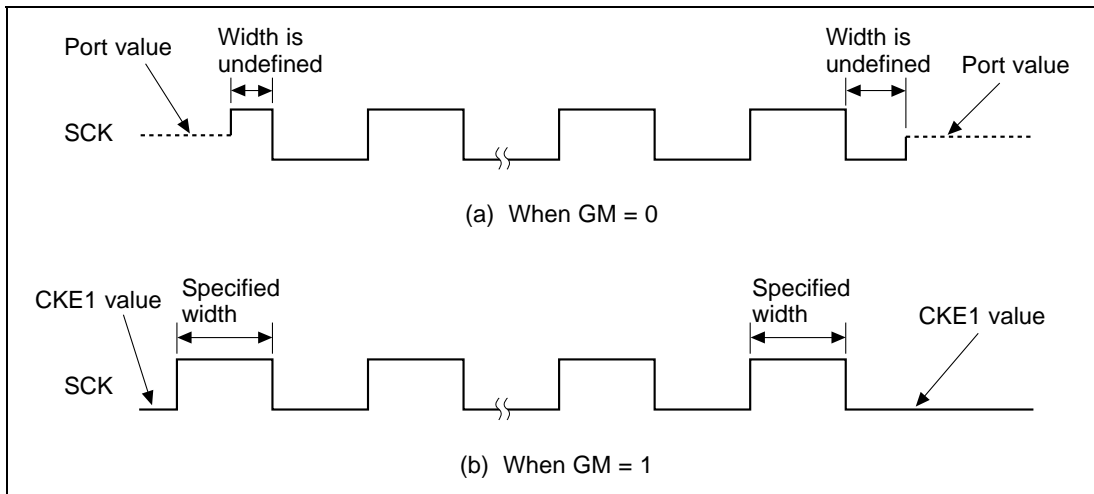 Port value
Width is
undefined
Width is
undefined
Port value
SCK
(a) When GM = 0
CKE1 value
Specified
width
Specified
width
CKE1 value
SCK
(b) When GM = 1